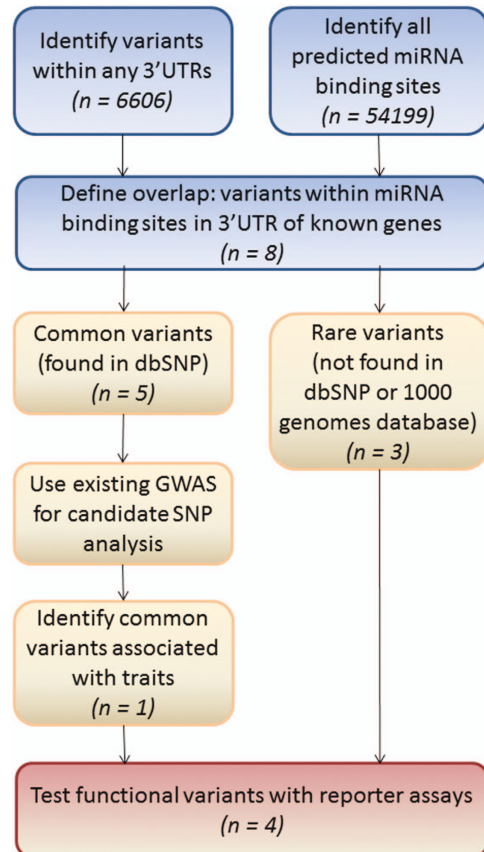 Identify variants
within any 3’UTRs
(n = 6606)
Identify all
predicted miRNA
binding sites
(n = 54199)
Define overlap: variants within miRNA
binding sites in 3’UTR of known genes
(n = 8)
Common variants
(found in dbSNP)
(n = 5)
Rare variants
(not found in
dbSNP or 1000
genomes database)
(n = 3)
Use existing GWAS
for candidate SNP
analysis
Identify common
variants associated
with traits
(n = 1)
Test functional variants with reporter assays
(n = 4)